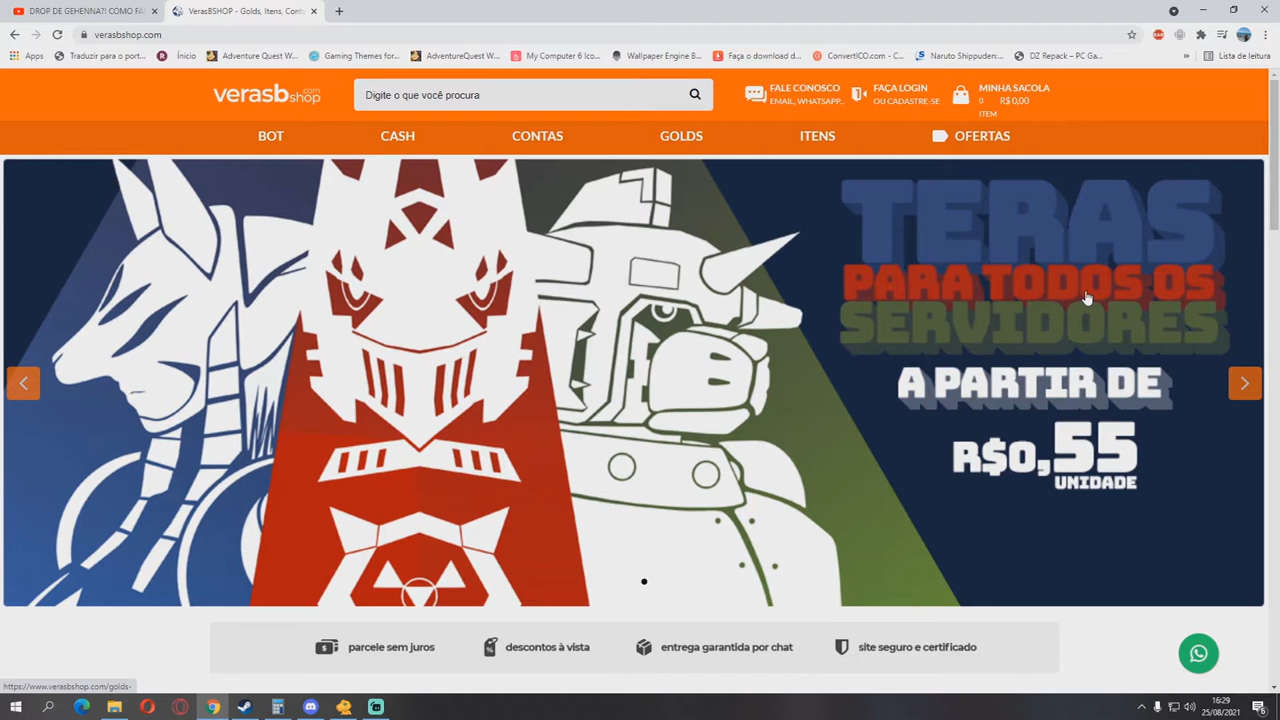 DROP DE GEHENNA?! COMO FA
VerasBSHOP - Golds, Itens, Cont
verasbshop.com
Apps
Traduzir para o port...
Início
Adventure Quest W...
Gaming Themes for...
AdventureQuest Wor...
My Computer 6 Ico...
Wallpaper Engine B...
Faça o download d...
ConvertICO.com - C...
Naruto Shippuden:...
DZ Repack – PC Ga...
»
Lista de leitura
verasbshop
.com
Digite o que você procura
FALE CONOSCO
EMAIL, WHATSAPP...
FAÇA LOGIN
OU CADASTRE-SE
MINHA SACOLA
0 R$ 0,00
ITEM
BOT CASH CONTAS GOLDS ITENS OFERTAS
TERAS
PARA TODOS OS
SERVIDORES
A PARTIR DE
R$0,55
UNIDADE
parcele sem juros
descontos à vista
entrega garantida por chat
site seguro e certificado
https://www.verasbshop.com/golds-
16:29
25/08/2021
6